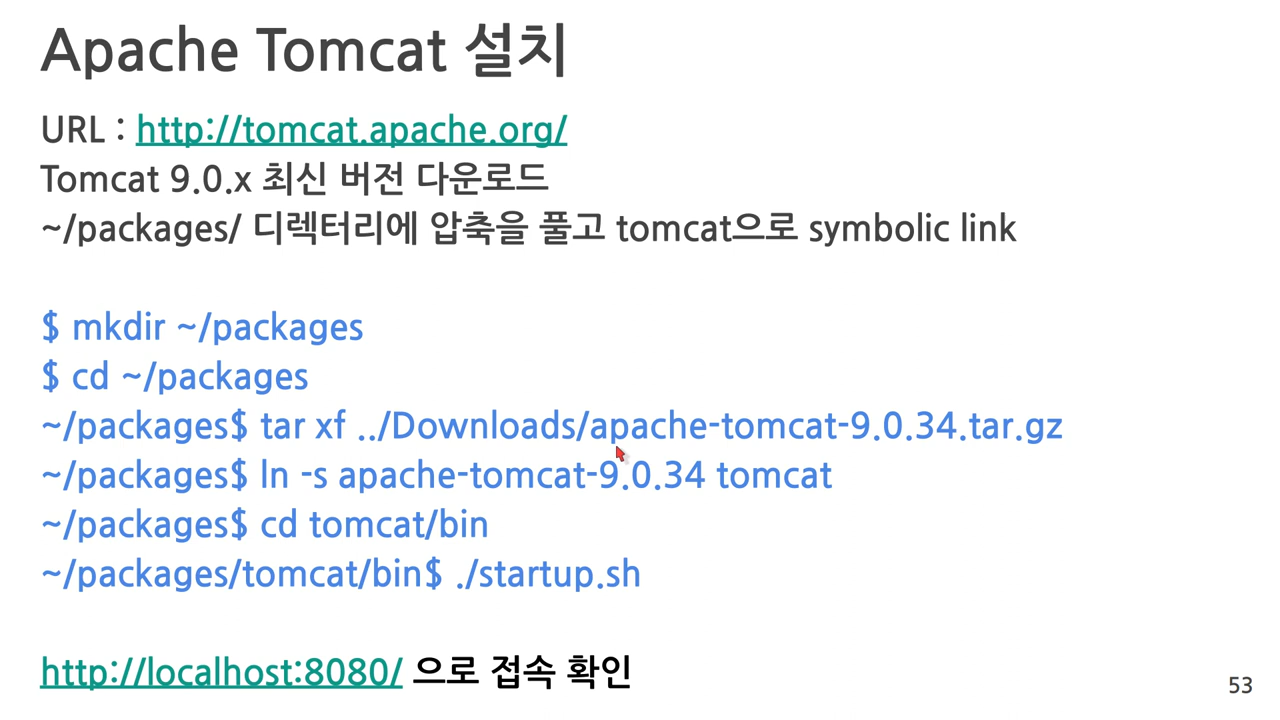 Apache Tomcat 설치
URL : http://tomcat.apache.org/
Tomcat 9.0.x 최신 버전 다운로드
~/packages/ 디렉터리에 압축을 풀고 tomcat으로 symbolic link
$ mkdir ~/packages
$ cd ~/packages
~/packages$ tar xf ../Downloads/apache-tomcat-9.0.34.tar.gz
~/packages$ ln -s apache-tomcat-9.0.34 tomcat
~/packages$ cd tomcat/bin
~/packages/tomcat/bin$ ./startup.sh
http://localhost:8080/ 으로 접속 확인
53